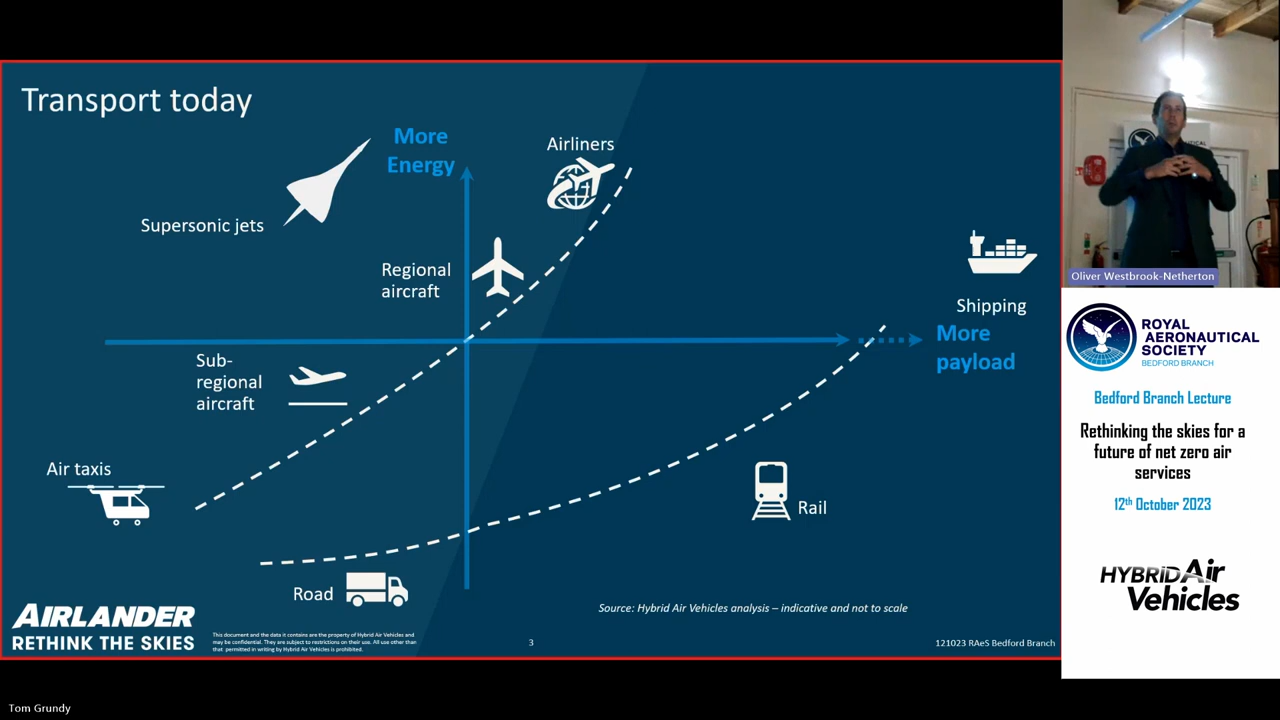 Transport today
More
Energy
Airliners
Supersonic jets
Regional
aircraft
Shipping
More
payload
Sub-
regional
aircraft
Air taxis
Rail
Road
Source: Hybrid Air Vehicles analysis – indicative and not to scale
AIRLANDER
RETHINK THE SKIES
This document and the data it contains are the property of Hybrid Air Vehicles and
may be confidential. They are subject to restrictions on their use. All use other than
that permitted in writing by Hybrid Air Vehicles is prohibited.
3
121023 RAeS Bedford Branch
Oliver Westbrook-Netherton
ROYAL
AERONAUTICAL
SOCIETY
BEDFORD BRANCH
Bedford Branch Lecture
Rethinking the skies for a
future of net zero air
services
12th October 2023
HYBRID Air
Vehicles
Tom Grundy